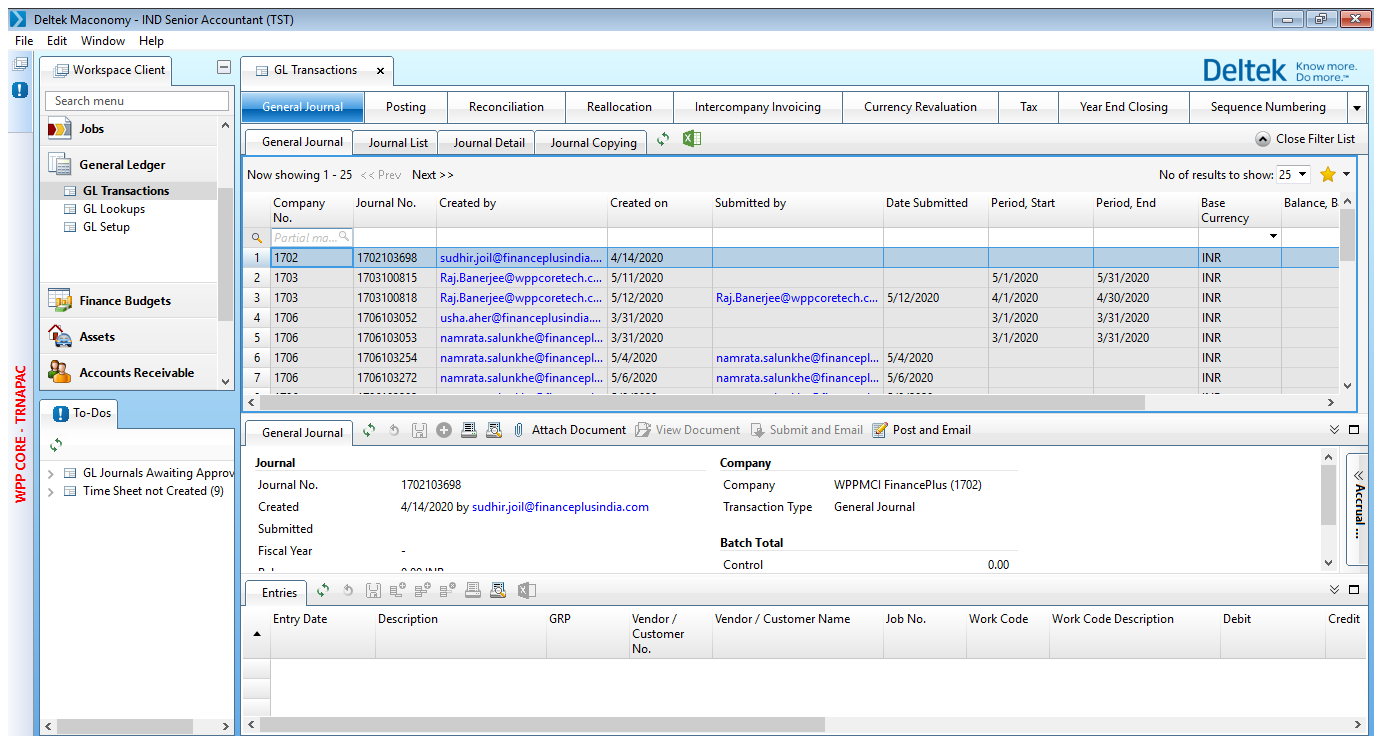 Deltek Maconomy - IND Senior Accountant (TST)
File Edit Window Help
Workspace Client
Search menu
Jobs
General Ledger
GL Transactions
GL Lookups
GL Setup
Finance Budgets
Assets
Accounts Receivable
To-Dos
GL Journals Awaiting Approv
Time Sheet not Created (9)
WPP CORE - TRNAPAC
GL Transactions
Deltek Know more. Do more.™
General Journal Posting Reconciliation Reallocation Intercompany Invoicing Currency Revaluation Tax Year End Closing Sequence Numbering
General Journal Journal List Journal Detail Journal Copying Close Filter List
Now showing 1 - 25 << Prev Next >> No of results to show: 25
Company No. Journal No. Created by Created on Submitted by Date Submitted Period, Start Period, End Base Currency Balance, B
Partial ma...
1 1702 1702103698 sudhir.joil@financeplusindia.... 4/14/2020 INR
2 1703 1703100815 Raj.Banerjee@wppcoretech.c... 5/11/2020 5/1/2020 5/31/2020 INR
3 1703 1703100818 Raj.Banerjee@wppcoretech.c... 5/12/2020 Raj.Banerjee@wppcoretech.c... 5/12/2020 4/1/2020 4/30/2020 INR
4 1706 1706103052 usha.aher@financeplusindia.... 3/31/2020 3/1/2020 3/31/2020 INR
5 1706 1706103053 namrata.salunkhe@financepl... 3/31/2020 3/1/2020 3/31/2020 INR
6 1706 1706103254 namrata.salunkhe@financepl... 5/4/2020 namrata.salunkhe@financepl... 5/4/2020 INR
7 1706 1706103272 namrata.salunkhe@financepl... 5/6/2020 namrata.salunkhe@financepl... 5/6/2020 INR
General Journal Attach Document View Document Submit and Email Post and Email
Journal
Journal No. 1702103698
Created 4/14/2020 by sudhir.joil@financeplusindia.com
Submitted
Fiscal Year -
Company
Company WPPMCI FinancePlus (1702)
Transaction Type General Journal
Batch Total
Control 0.00
Accrual ...
Entries
Entry Date Description GRP Vendor / Customer No. Vendor / Customer Name Job No. Work Code Work Code Description Debit Credit